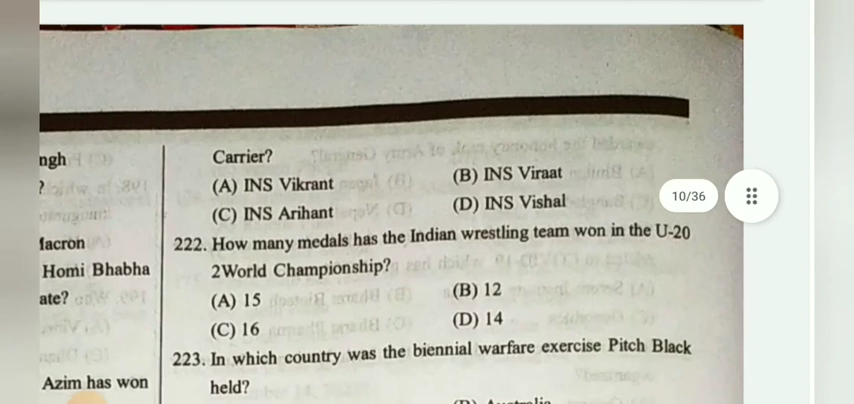 ngh
?
Macron
Homi Bhabha
ate?
Azim has won
Carrier?
(A) INS Vikrant
(B) INS Viraat
(C) INS Arihant
(D) INS Vishal
222. How many medals has the Indian wrestling team won in the U-20
2World Championship?
(A) 15
(B) 12
(C) 16
(D) 14
223. In which country was the biennial warfare exercise Pitch Black
held?
10/36